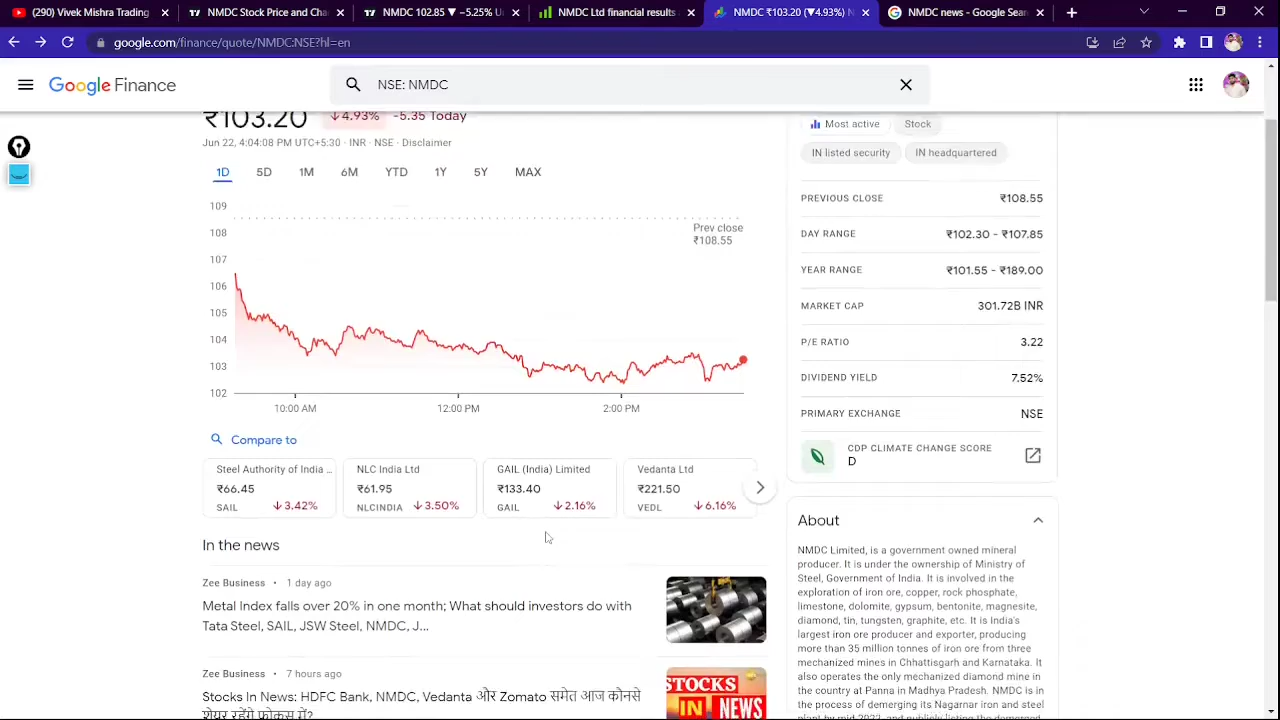 (290) Vivek Mishra Trading
NMDC Stock Price and Cha
NMDC 102.85 ▼ −5.25% U
NMDC Ltd financial results
NMDC ₹103.20 (▼4.93%) N
NMDC news - Google Sea
google.com/finance/quote/NMDC:NSE?hl=en
Google Finance
NSE: NMDC
₹103.20 ↓4.93% -5.35 Today
Jun 22, 4:04:08 PM UTC+5:30 · INR · NSE · Disclaimer
1D 5D 1M 6M YTD 1Y 5Y MAX
109
108
107
106
105
104
103
102
Prev close
₹108.55
10:00 AM 12:00 PM 2:00 PM
Compare to
Steel Authority of India ...
₹66.45
SAIL ↓3.42%
NLC India Ltd
₹61.95
NLCINDIA ↓3.50%
GAIL (India) Limited
₹133.40
GAIL ↓2.16%
Vedanta Ltd
₹221.50
VEDL ↓6.16%
In the news
Zee Business • 1 day ago
Metal Index falls over 20% in one month; What should investors do with
Tata Steel, SAIL, JSW Steel, NMDC, J...
Zee Business • 7 hours ago
Stocks In News: HDFC Bank, NMDC, Vedanta और Zomato समेत आज कौनसे
शेयर रहेंगे फोकस में?
STOCKS
IN NEWS
Most active
Stock
IN listed security
IN headquartered
PREVIOUS CLOSE ₹108.55
DAY RANGE ₹102.30 - ₹107.85
YEAR RANGE ₹101.55 - ₹189.00
MARKET CAP 301.72B INR
P/E RATIO 3.22
DIVIDEND YIELD 7.52%
PRIMARY EXCHANGE NSE
CDP CLIMATE CHANGE SCORE
D
About
NMDC Limited, is a government owned mineral
producer. It is under the ownership of Ministry of
Steel, Government of India. It is involved in the
exploration of iron ore, copper, rock phosphate,
limestone, dolomite, gypsum, bentonite, magnesite,
diamond, tin, tungsten, graphite, etc. It is India's
largest iron ore producer and exporter, producing
more than 35 million tonnes of iron ore from three
mechanized mines in Chhattisgarh and Karnataka. It
also operates the only mechanized diamond mine in
the country at Panna in Madhya Pradesh. NMDC is in
the process of demerging its Nagarnar iron and steel
plant by mid-2022, and publicly listing the demerged